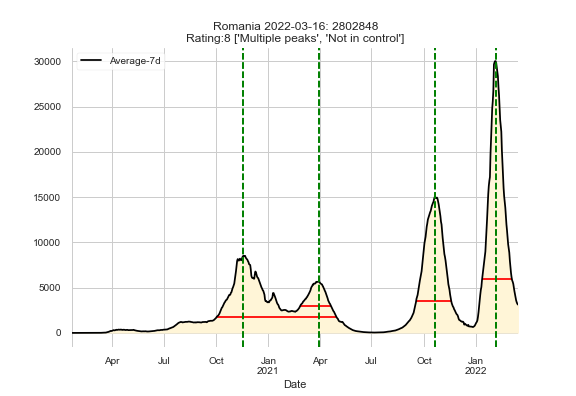 Romania 2022-03-16: 2802848
Rating:8 ['Multiple peaks', 'Not in control']
Average-7d
30000
25000
20000
15000
10000
5000
0
Apr Jul Oct Jan Apr Jul Oct Jan
2021 2022
Date